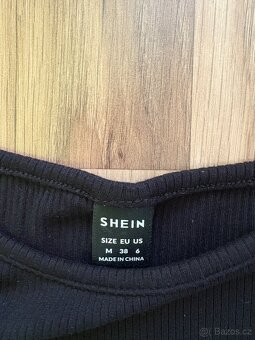 SHEIN
SIZE EU US
M 38 6
MADE IN CHINA
Bazos.cz